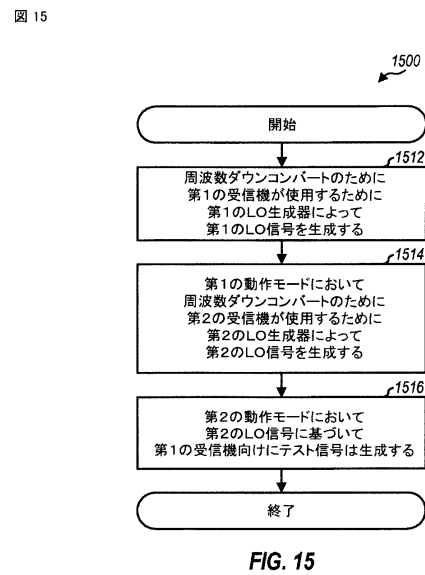 図 15
1500
開始
1512
周波数ダウンコンバートのために
第1の受信機が使用するために
第1のLO生成器によって
第1のLO信号を生成する
1514
第1の動作モードにおいて
周波数ダウンコンバートのために
第2の受信機が使用するために
第2のLO生成器によって
第2のLO信号を生成する
1516
第2の動作モードにおいて
第2のLO信号に基づいて
第1の受信機向けにテスト信号は生成する
終了
FIG. 15